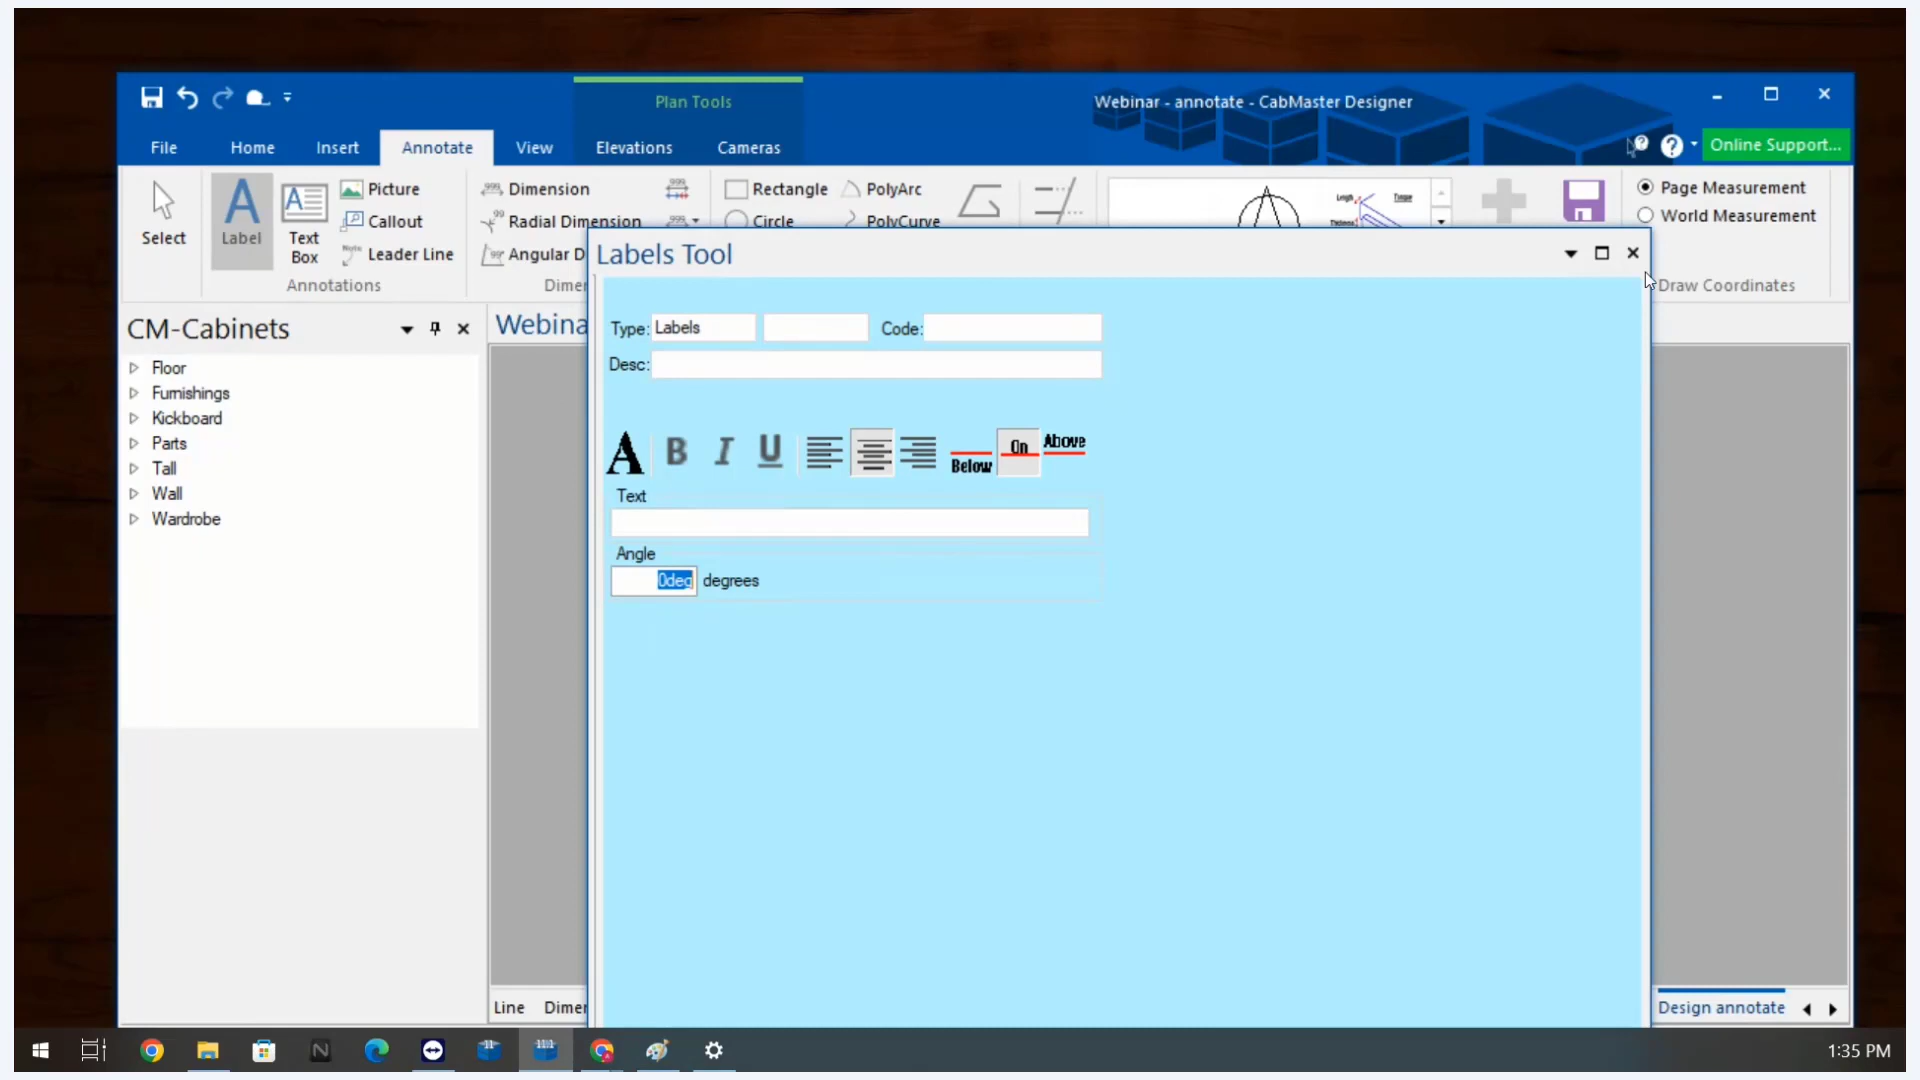 Plan Tools
Webinar - annotate - CabMaster Designer
File Home Insert Annotate View Elevations Cameras
Online Support...
Select
Label
Text Box
Picture
Callout
Leader Line
Annotations
Dimension
Radial Dimension
Angular D
Dimer
Rectangle
PolyArc
Circle
PolyCurve
Page Measurement
World Measurement
Draw Coordinates
CM-Cabinets
Floor
Furnishings
Kickboard
Parts
Tall
Wall
Wardrobe
Webina
Labels Tool
Type: Labels Code:
Desc:
A B I U Below On Above
Text
Angle
0deg degrees
Line Dimer
Design annotate
1:35 PM